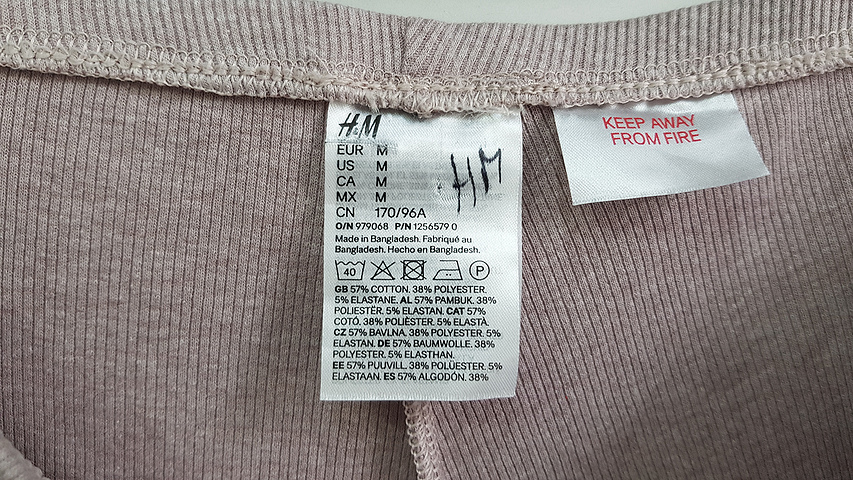 H&M
EUR M
US M
CA M
MX M
CN 170/96A
HM
O/N 979068 P/N 1256579 0
Made in Bangladesh. Fabriqué au
Bangladesh. Hecho en Bangladesh.
40
P
GB 57% COTTON. 38% POLYESTER.
5% ELASTANE. AL 57% PAMBUK. 38%
POLIESTËR. 5% ELASTAN. CAT 57%
COTÓ. 38% POLIÈSTER. 5% ELASTÀ.
CZ 57% BAVLNA. 38% POLYESTER. 5%
ELASTAN. DE 57% BAUMWOLLE. 38%
POLYESTER. 5% ELASTHAN.
EE 57% PUUVILL. 38% POLÜESTER. 5%
ELASTAAN. ES 57% ALGODÓN. 38%
KEEP AWAY
FROM FIRE